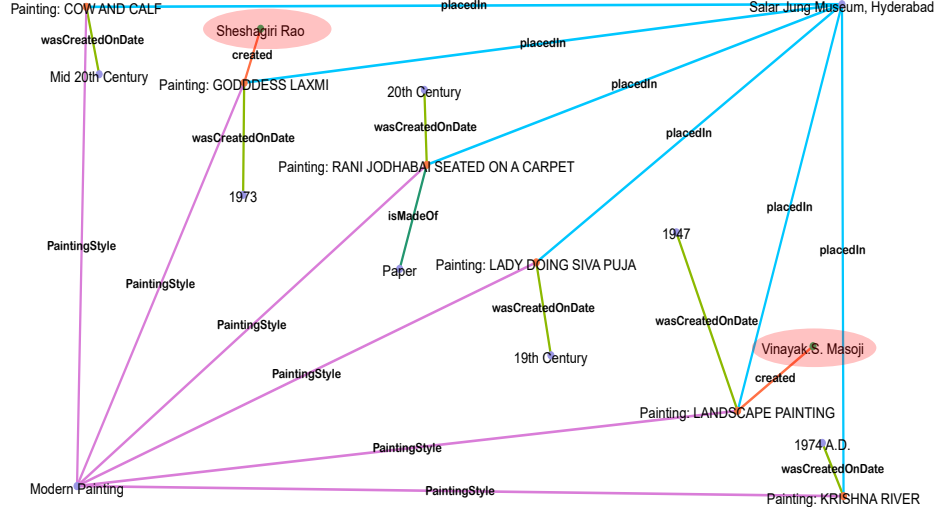 Painting: COW AND CALF
placedIn
Salar Jung Museum, Hyderabad
wasCreatedOnDate
Sheshagiri Rao
placedIn
created
Mid 20th Century
Painting: GODDDESS LAXMI
placedIn
20th Century
wasCreatedOnDate
placedIn
wasCreatedOnDate
Painting: RANI JODHABAI SEATED ON A CARPET
1973
placedIn
isMadeOf
1947
PaintingStyle
placedIn
Paper
Painting: LADY DOING SIVA PUJA
PaintingStyle
wasCreatedOnDate
PaintingStyle
wasCreatedOnDate
19th Century
Vinayak.S. Masoji
PaintingStyle
created
Painting: LANDSCAPE PAINTING
PaintingStyle
1974 A.D.
wasCreatedOnDate
Modern Painting
PaintingStyle
Painting: KRISHNA RIVER